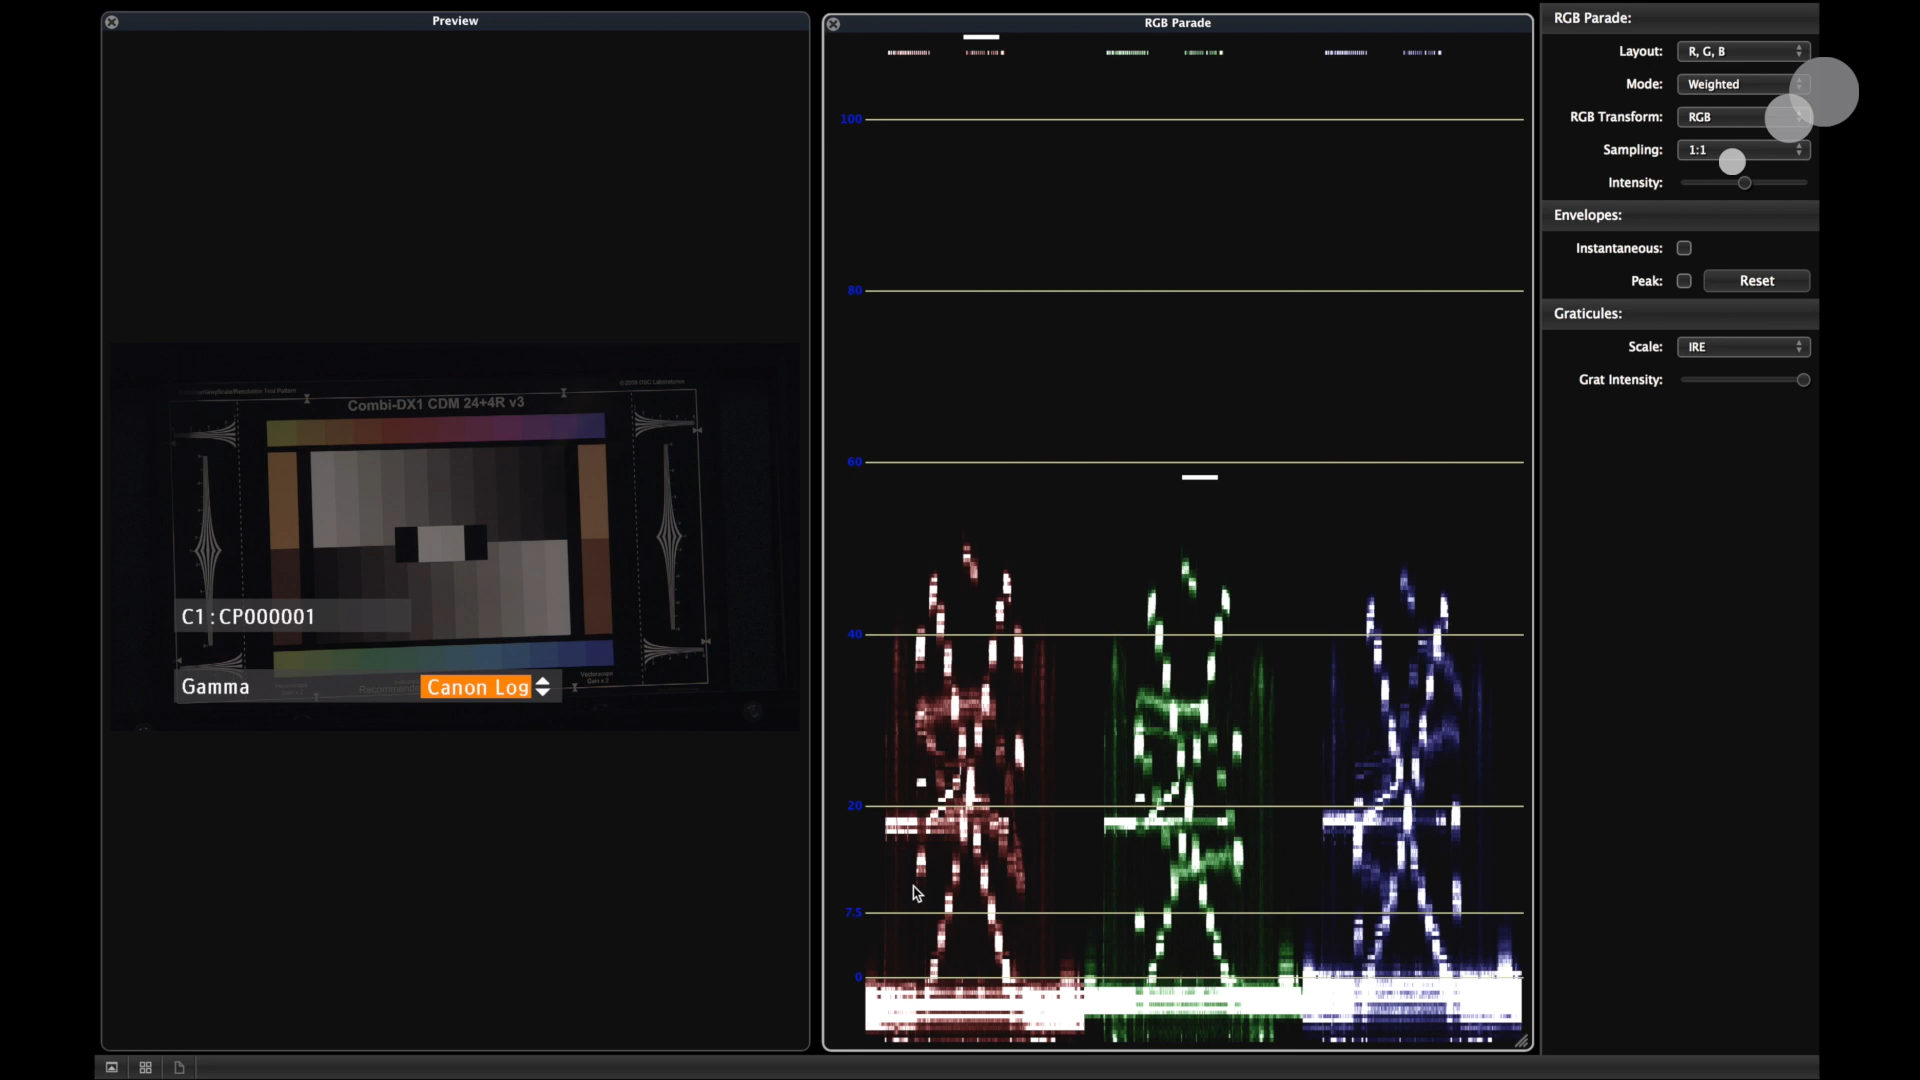 Preview
Combi-DX1 CDM 24+4R v3
C1:CP000001
Gamma Canon Log
RGB Parade
100
80
60
40
20
7.5
0
RGB Parade:
Layout: R, G, B
Mode: Weighted
RGB Transform: RGB
Sampling: 1:1
Intensity:
Envelopes:
Instantaneous:
Peak: Reset
Graticules:
Scale: IRE
Grat Intensity: